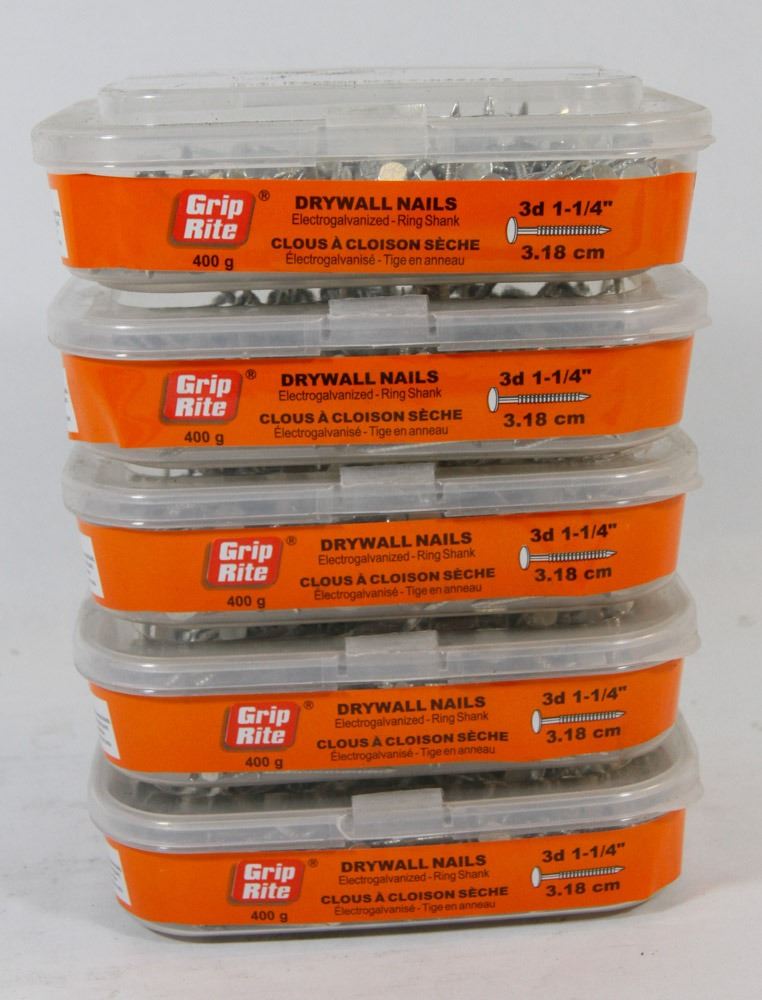 Grip Rite ®
400 g
DRYWALL NAILS
Electrogalvanized - Ring Shank
CLOUS À CLOISON SÈCHE
Électrogalvanisé - Tige en anneau
3d 1-1/4"
3.18 cm
Grip Rite ®
400 g
DRYWALL NAILS
Electrogalvanized - Ring Shank
CLOUS À CLOISON SÈCHE
Électrogalvanisé - Tige en anneau
3d 1-1/4"
3.18 cm
Grip Rite ®
400 g
DRYWALL NAILS
Electrogalvanized - Ring Shank
CLOUS À CLOISON SÈCHE
Électrogalvanisé - Tige en anneau
3d 1-1/4"
3.18 cm
Grip Rite ®
400 g
DRYWALL NAILS
Electrogalvanized - Ring Shank
CLOUS À CLOISON SÈCHE
Électrogalvanisé - Tige en anneau
3d 1-1/4"
3.18 cm
Grip Rite ®
400 g
DRYWALL NAILS
Electrogalvanized - Ring Shank
CLOUS À CLOISON SÈCHE
Électrogalvanisé - Tige en anneau
3d 1-1/4"
3.18 cm